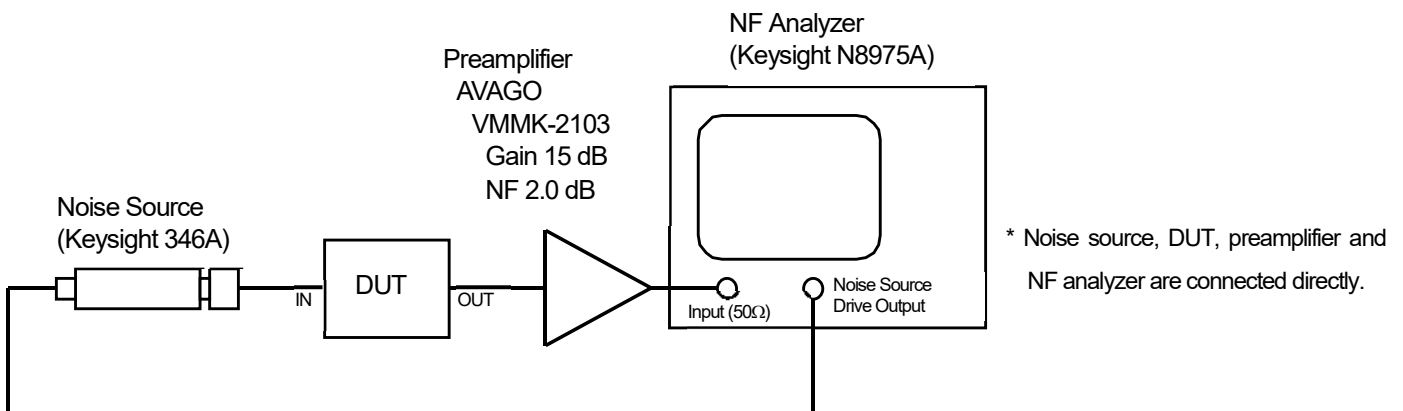 NF Analyzer
(Keysight N8975A)
Preamplifier
AVAGO
VMMK-2103
Gain 15 dB
NF 2.0 dB
Noise Source
(Keysight 346A)
* Noise source, DUT, preamplifier and
NF analyzer are connected directly.
DUT
IN
OUT
Input (50Ω)
Noise Source
Drive Output